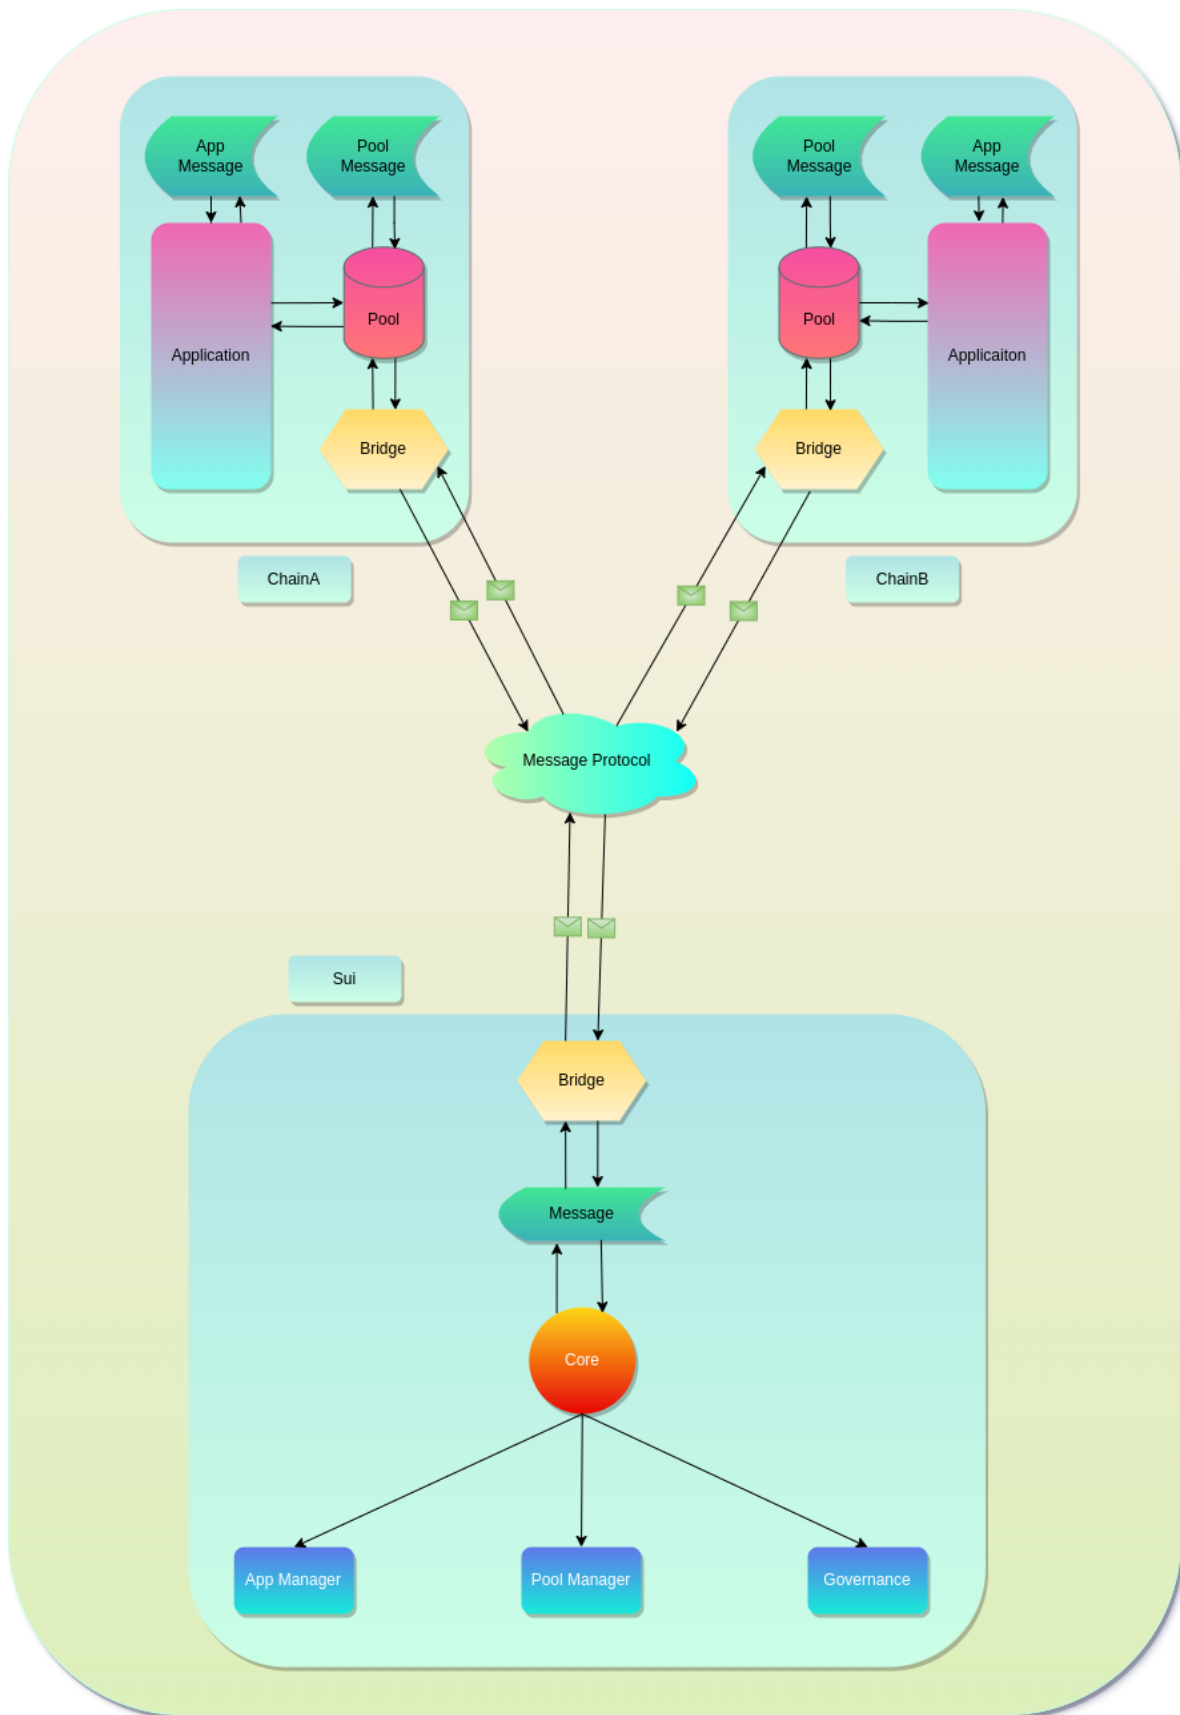 App
Message
Pool
Message
Pool
Message
App
Message
Application
Pool
Pool
Applicaiton
Bridge
Bridge
ChainA
ChainB
Message Protocol
Sui
Bridge
Message
Core
App Manager
Pool Manager
Governance